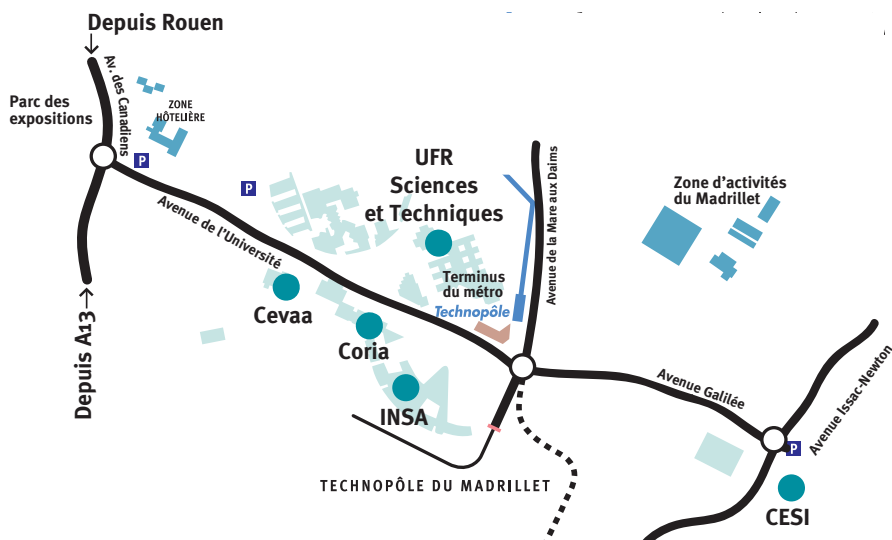 Depuis Rouen
Av. des Canadiens
Parc des
expositions
ZONE
HÔTELIÈRE
P
P
UFR
Sciences
et Techniques
Avenue de la Mare aux Daims
Zone d'activités
du Madrillet
Avenue de l'Université
Terminus
du métro
Technopôle
Cevaa
Coria
INSA
Depuis A13
Avenue Galilée
Avenue Issac-Newton
P
TECHNOPÔLE DU MADRILLET
CESI